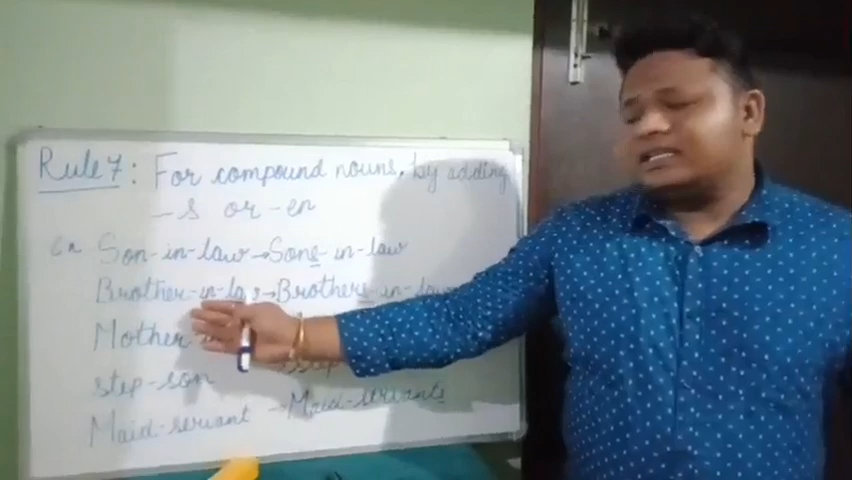 Rule 7: For compound nouns, by adding
-s or -en
Ex Son-in-law → Sons-in-law
Brother-in-la → Brothers-in-law
Mother
step-son
Maid-servant → Maid-servants